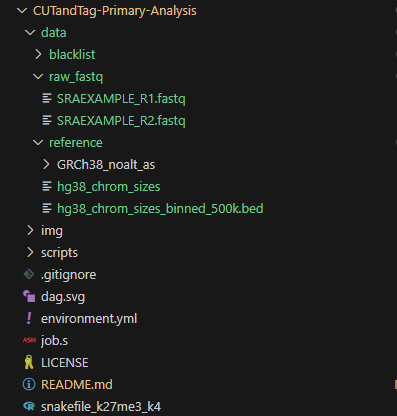 CUTandTag-Primary-Analysis
data
blacklist
raw_fastq
SRAEXAMPLE_R1.fastq
SRAEXAMPLE_R2.fastq
reference
GRCh38_noalt_as
hg38_chrom_sizes
hg38_chrom_sizes_binned_500k.bed
img
scripts
.gitignore
dag.svg
! environment.yml
ASM job.s
LICENSE
README.md
R snakefile_k27me3_k4